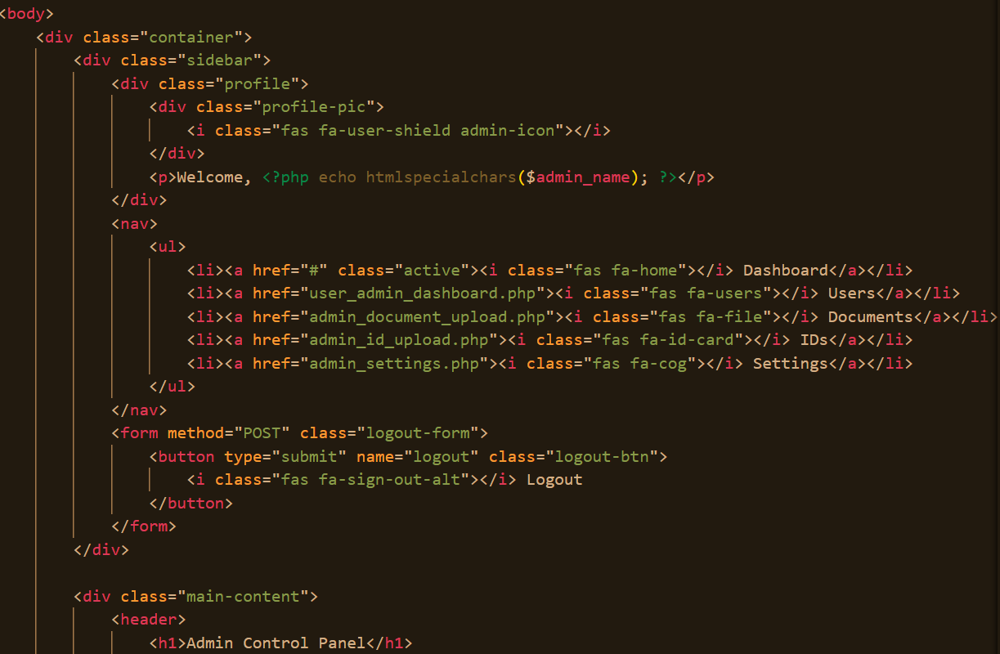 <body>
<div class="container">
<div class="sidebar">
<div class="profile">
<div class="profile-pic">
<i class="fas fa-user-shield admin-icon"></i>
</div>
<p>Welcome, <?php echo htmlspecialchars($admin_name); ?></p>
</div>
<nav>
<ul>
<li><a href="#" class="active"><i class="fas fa-home"></i> Dashboard</a></li>
<li><a href="user_admin_dashboard.php"><i class="fas fa-users"></i> Users</a></li>
<li><a href="admin_document_upload.php"><i class="fas fa-file"></i> Documents</a></li>
<li><a href="admin_id_upload.php"><i class="fas fa-id-card"></i> IDs</a></li>
<li><a href="admin_settings.php"><i class="fas fa-cog"></i> Settings</a></li>
</ul>
</nav>
<form method="POST" class="logout-form">
<button type="submit" name="logout" class="logout-btn">
<i class="fas fa-sign-out-alt"></i> Logout
</button>
</form>
</div>
<div class="main-content">
<header>
<h1>Admin Control Panel</h1>